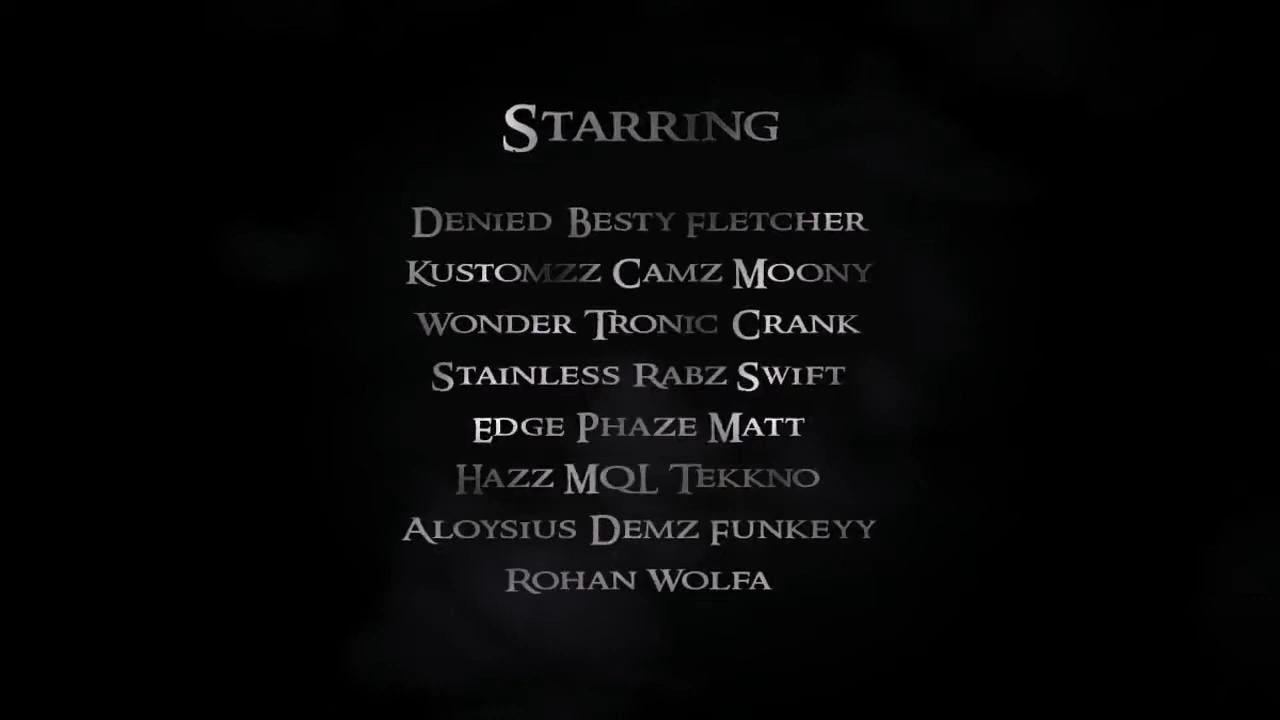 Starring
Denied Besty Fletcher
Kustomzz Camz Moony
Wonder Tronic Crank
Stainless Rabz Swift
Edge Phaze Matt
Hazz MQL Tekkno
Aloysius Demz Funkeyy
Rohan Wolfa